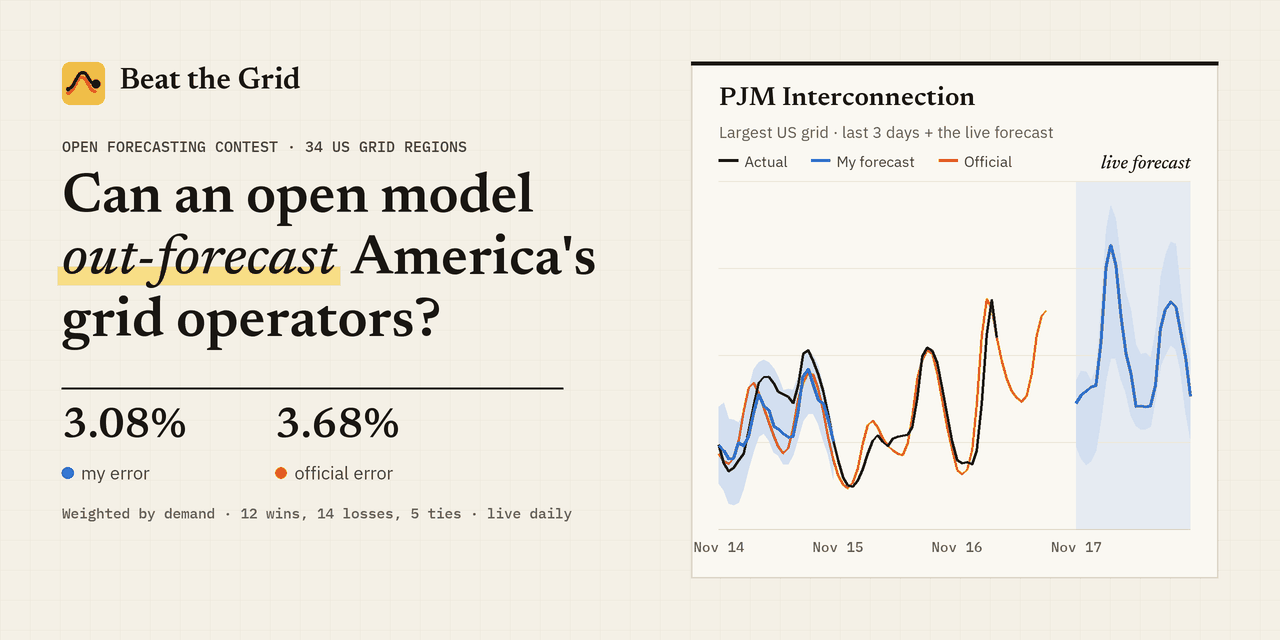 Beat the Grid
OPEN FORECASTING CONTEST · 34 US GRID REGIONS
Can an open model
out-forecast America's
grid operators?
3.08% 3.68%
my error official error
Weighted by demand · 12 wins, 14 losses, 5 ties · live daily
PJM Interconnection
Largest US grid · last 3 days + the live forecast
Actual My forecast Official live forecast
Nov 14 Nov 15 Nov 16 Nov 17